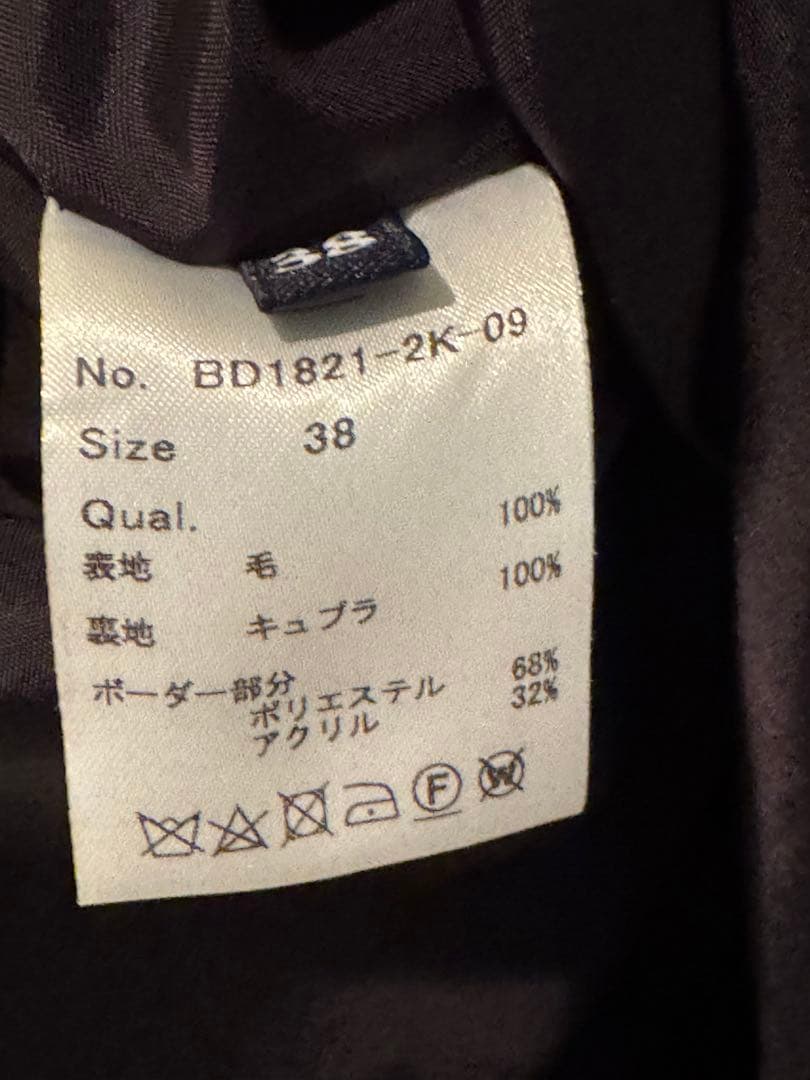 38
No. BD1821-2K-09
Size 38
Qual.
表地 毛 100%
裏地 キュプラ 100%
ボーダー部分
ポリエステル 68%
アクリル 32%
F W